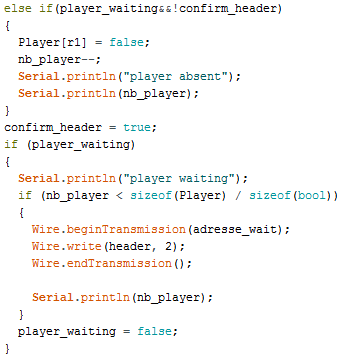 else if(player_waiting&&!confirm_header)
{
  Player[r1] = false;
  nb_player--;
  Serial.println("player absent");
  Serial.println(nb_player);
}
confirm_header = true;
if (player_waiting)
{
  Serial.println("player waiting");
  if (nb_player < sizeof(Player) / sizeof(bool))
  {
    Wire.beginTransmission(adresse_wait);
    Wire.write(header, 2);
    Wire.endTransmission();

    Serial.println(nb_player);
  }
  player_waiting = false;
}